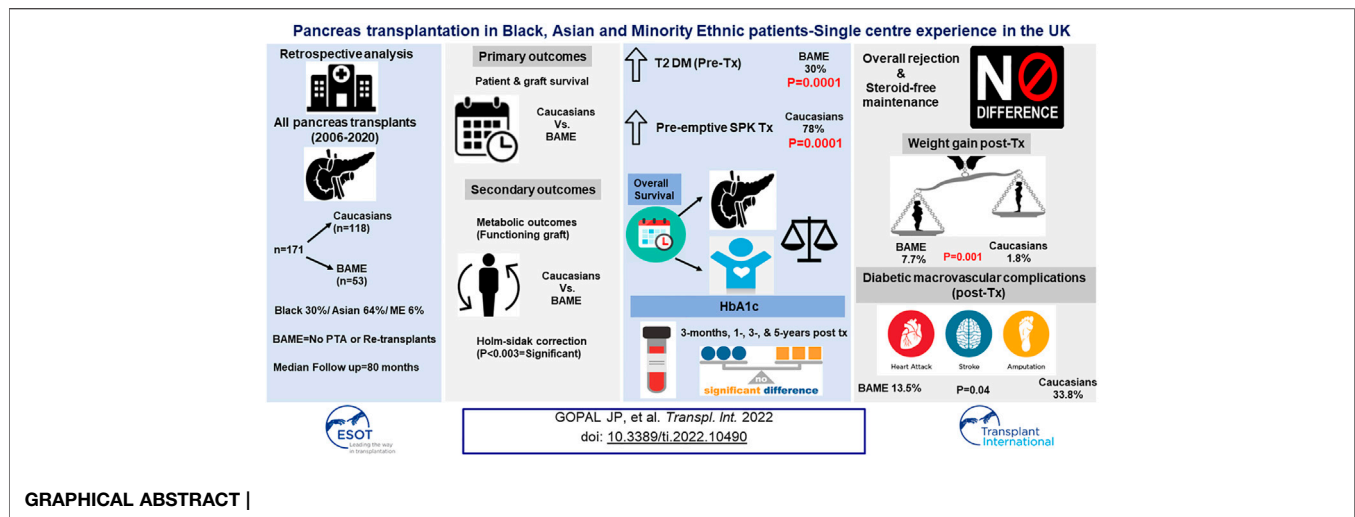 Pancreas transplantation in Black, Asian and Minority Ethnic patients-Single centre experience in the UK
Retrospective analysis
All pancreas transplants
(2006-2020)
Caucasians
(n=118)
n=171
BAME
(n=53)
Black 30%/ Asian 64%/ ME 6%
BAME=No PTA or Re-transplants
Median Follow up=80 months
Primary outcomes
Patient & graft survival
Caucasians
Vs.
BAME
Secondary outcomes
Metabolic outcomes
(Functioning graft)
Caucasians
Vs.
BAME
Holm-sidak correction
(P<0.003=Significant)
T2 DM (Pre-Tx)
BAME
30%
P=0.0001
Pre-emptive SPK Tx
Caucasians
78%
P=0.0001
Overall
Survival
HbA1c
3-months, 1-, 3-, & 5-years post tx
no
significant difference
Overall rejection
&
Steroid-free
maintenance
NO
DIFFERENCE
Weight gain post-Tx
BAME
7.7%
P=0.001
Caucasians
1.8%
Diabetic macrovascular complications
(post-Tx)
Heart Attack
Stroke
Amputation
BAME 13.5%
P=0.04
Caucasians
33.8%
ESOT
Leading the way
in transplantation
GOPAL JP, et al. Transpl. Int. 2022
doi: 10.3389/ti.2022.10490
Transplant
International
GRAPHICAL ABSTRACT |